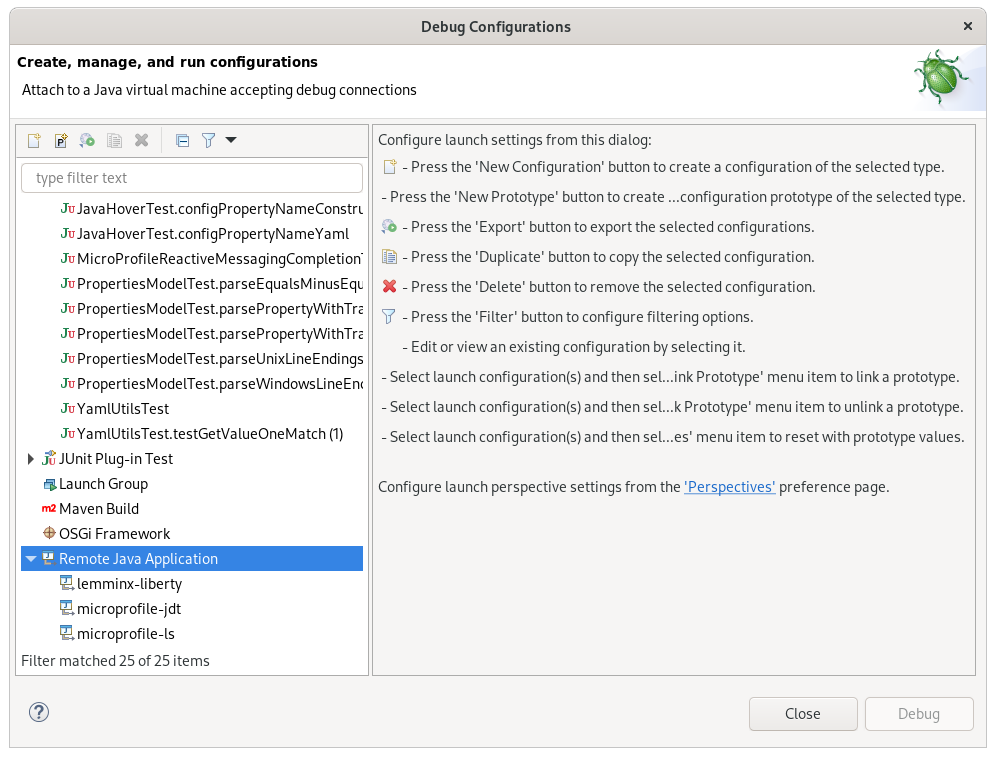 Debug Configurations
Create, manage, and run configurations
Attach to a Java virtual machine accepting debug connections
type filter text
JavaHoverTest.configPropertyNameConstru
JavaHoverTest.configPropertyNameYaml
MicroProfileReactiveMessagingCompletion
PropertiesModelTest.parseEqualsMinusEqu
PropertiesModelTest.parsePropertyWithTra
PropertiesModelTest.parsePropertyWithTra
PropertiesModelTest.parseUnixLineEndings
PropertiesModelTest.parseWindowsLineEnd
YamlUtilsTest
YamlUtilsTest.testGetValueOneMatch (1)
JUnit Plug-in Test
Launch Group
m2 Maven Build
OSGi Framework
Remote Java Application
lemminx-liberty
microprofile-jdt
microprofile-ls
Filter matched 25 of 25 items
Configure launch settings from this dialog:
- Press the 'New Configuration' button to create a configuration of the selected type.
- Press the 'New Prototype' button to create ...configuration prototype of the selected type.
- Press the 'Export' button to export the selected configurations.
- Press the 'Duplicate' button to copy the selected configuration.
- Press the 'Delete' button to remove the selected configuration.
- Press the 'Filter' button to configure filtering options.
- Edit or view an existing configuration by selecting it.
- Select launch configuration(s) and then sel...ink Prototype' menu item to link a prototype.
- Select launch configuration(s) and then sel...k Prototype' menu item to unlink a prototype.
- Select launch configuration(s) and then sel...es' menu item to reset with prototype values.
Configure launch perspective settings from the 'Perspectives' preference page.
Close
Debug